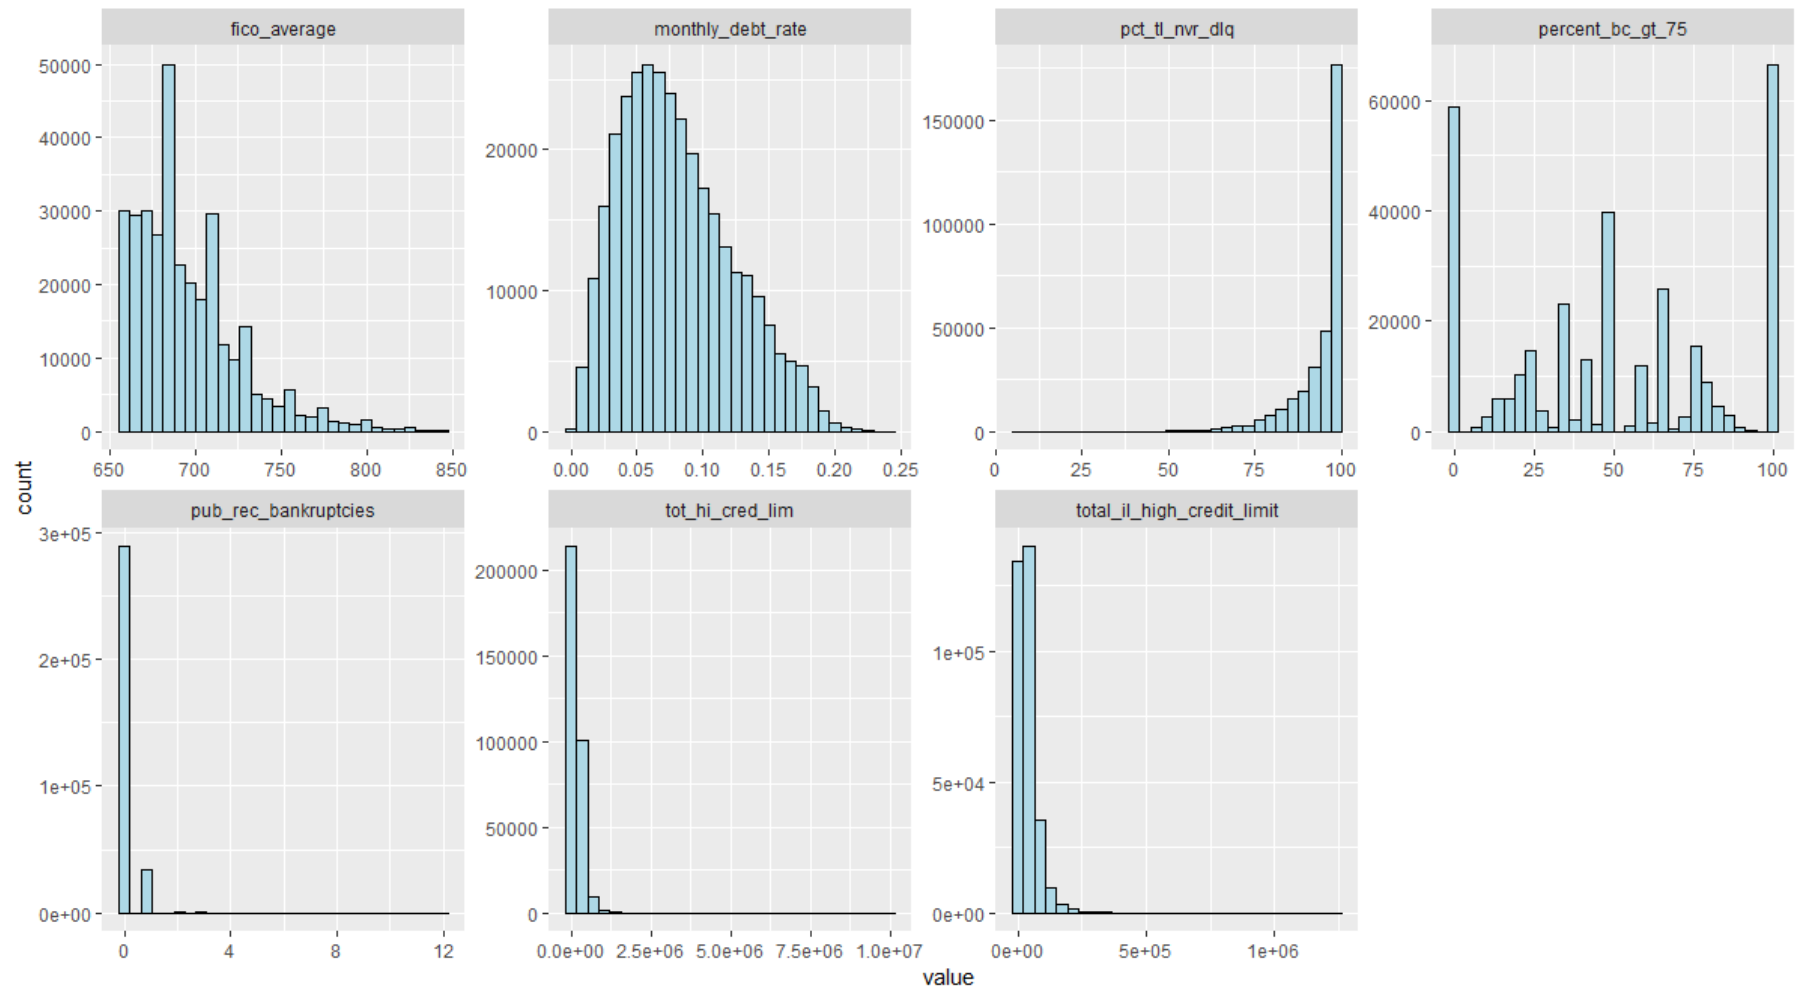 fico_average
monthly_debt_rate
pct_tl_nvr_dlq
percent_bc_gt_75
50000
40000
30000
20000
10000
0
650 700 750 800 850
20000
10000
0
0.00 0.05 0.10 0.15 0.20 0.25
150000
100000
50000
0
0 25 50 75 100
60000
40000
20000
0
0 25 50 75 100
count
pub_rec_bankruptcies
tot_hi_cred_lim
total_il_high_credit_limit
3e+05
2e+05
1e+05
0e+00
0 4 8 12
200000
150000
100000
50000
0
0.0e+00 2.5e+06 5.0e+06 7.5e+06 1.0e+07
1e+05
5e+04
0e+00
0e+00 5e+05 1e+06
value